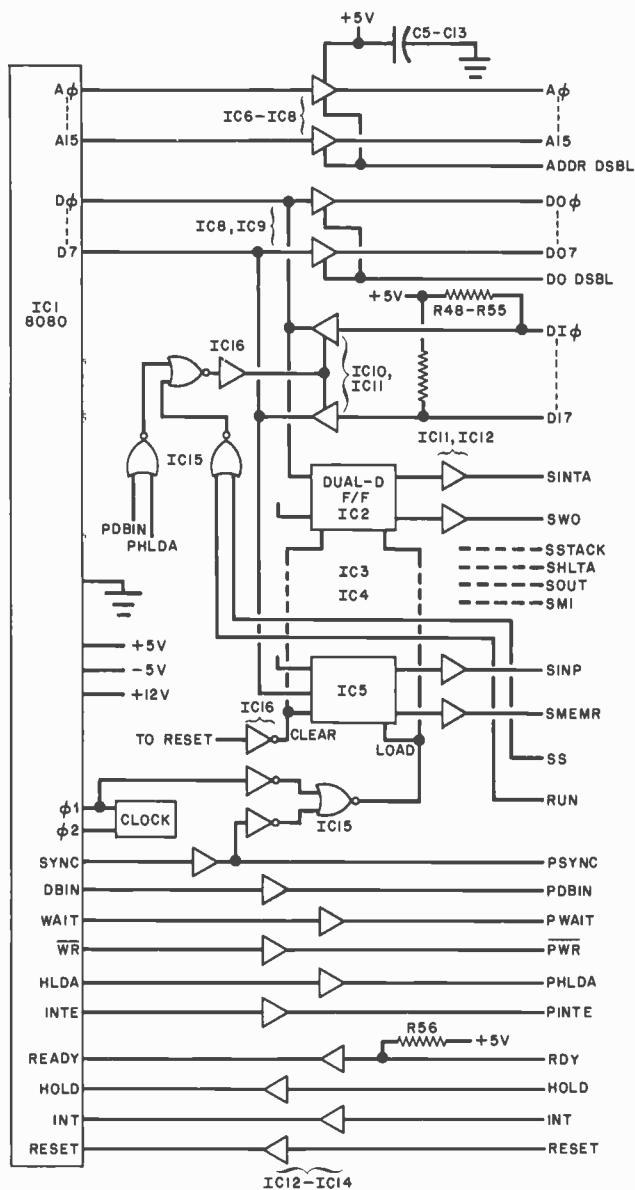 +5V
C5-C13
Aϕ
Aϕ
IC6-IC8
A15
A15
ADDR DSBL
Dϕ
DOϕ
IC8, IC9
D7
DO7
DO DSBL
+5V
R48-R55
IC1
8080
DIϕ
IC16
IC10,
IC11
DI7
IC11, IC12
IC15
DUAL-D
F/F
IC2
SINTA
PDBIN
PHLDA
SWO
SSTACK
IC3
SHLTA
IC4
SOUT
SMI
+5V
-5V
IC5
SINP
+12V
IC16
SMEMR
TO RESET
CLEAR
LOAD
SS
ϕ1
CLOCK
IC15
RUN
ϕ2
SYNC
PSYNC
DBIN
PDBIN
WAIT
PWAIT
WR
PWR
HLDA
PHLDA
INTE
PINTE
R56
+5V
READY
RDY
HOLD
HOLD
INT
INT
RESET
RESET
IC12-IC14